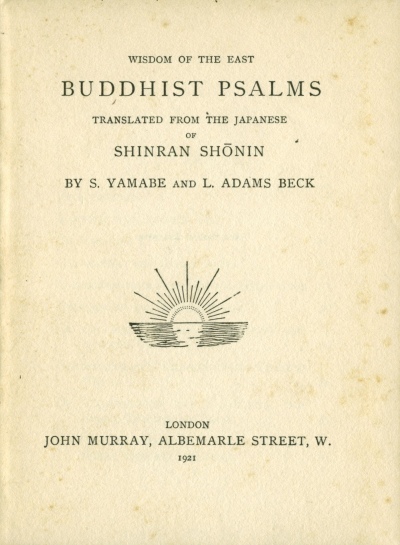 WISDOM OF THE EAST
BUDDHIST PSALMS
TRANSLATED FROM THE JAPANESE
OF
SHINRAN SHŌNIN
BY S. YAMABE AND L. ADAMS BECK
LONDON
JOHN MURRAY, ALBEMARLE STREET, W.
1921